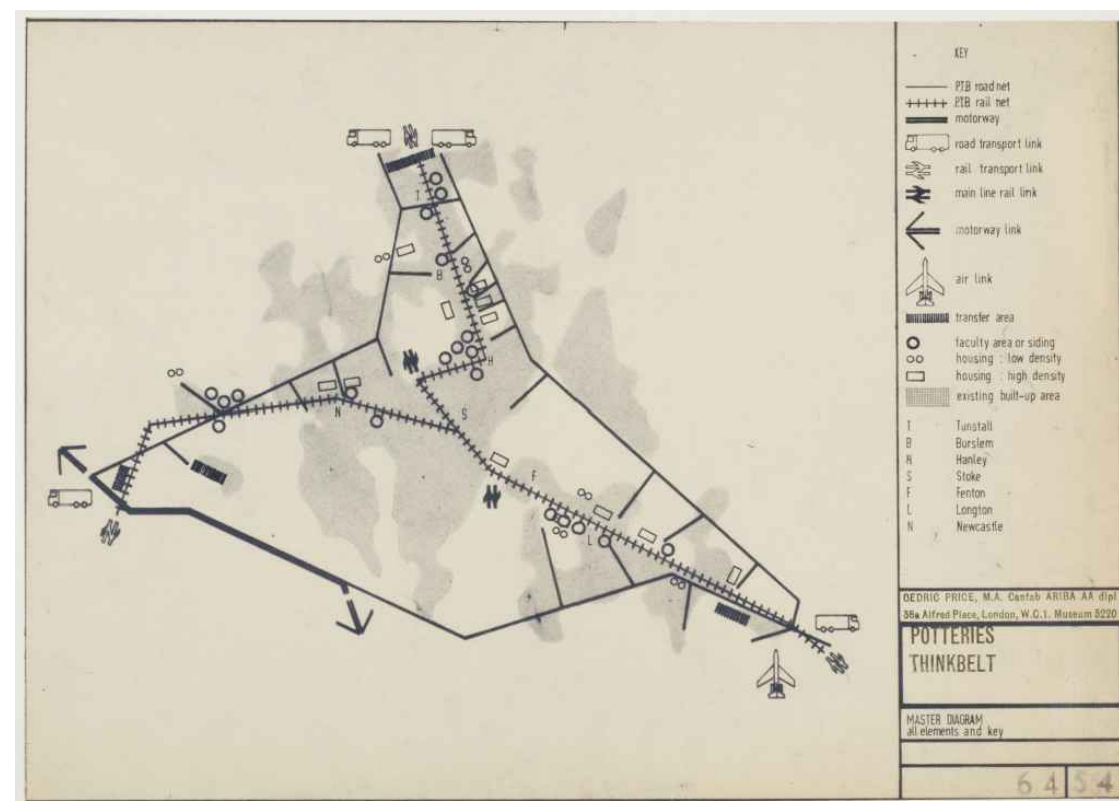 KEY
P.T.B road net
P.T.B rail net
motorway
road transport link
rail transport link
main line rail link
motorway link
air link
transfer area
faculty area or siding
housing : low density
housing : high density
existing built-up area
T Tunstall
B Burslem
H Hanley
S Stoke
F Fenton
L Longton
N Newcastle
CEDRIC PRICE, M.A. Cantab ARIBA AA dipl
38a Alfred Place, London, W.C.1. Museum 5220
POTTERIES
THINKBELT
MASTER DIAGRAM
all elements and key
64 54
T
B
H
N
S
F
L